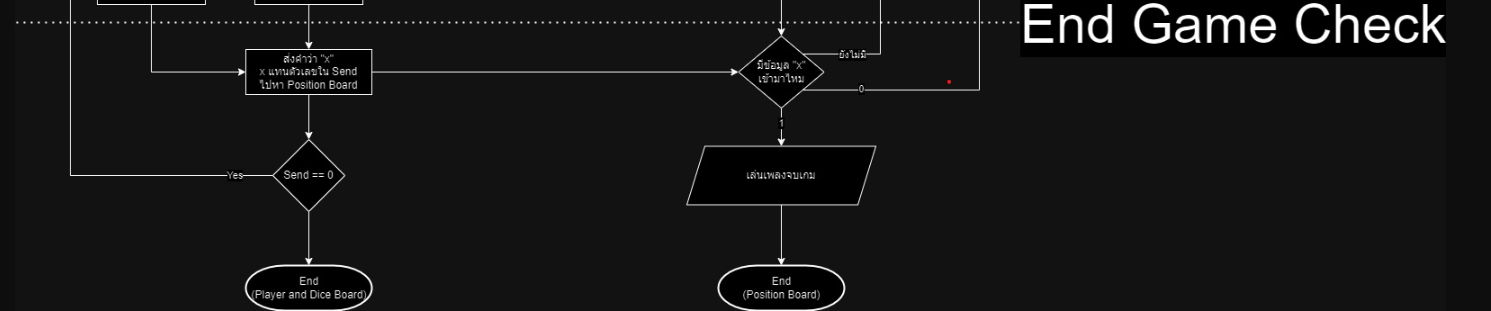 End Game Check
ส่งคำว่า "x"
x แทนตัวเลขใน Send
ไปหา Position Board
มีข้อมูล "x"
เข้ามาไหม
ยังไม่มี
0
1
Yes
Send == 0
เล่นเพลงจบเกม
End
(Player and Dice Board)
End
(Position Board)